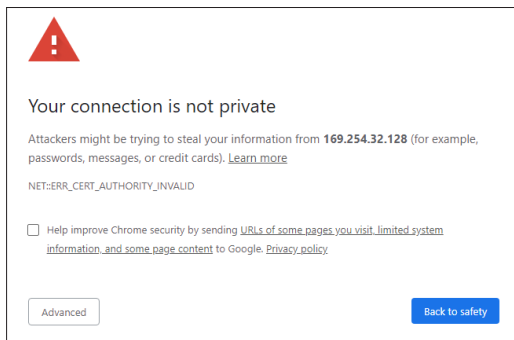 Your connection is not private
Attackers might be trying to steal your information from 169.254.32.128 (for example,
passwords, messages, or credit cards). Learn more
NET::ERR_CERT_AUTHORITY_INVALID
Help improve Chrome security by sending URLs of some pages you visit, limited system
information, and some page content to Google. Privacy policy
Advanced
Back to safety